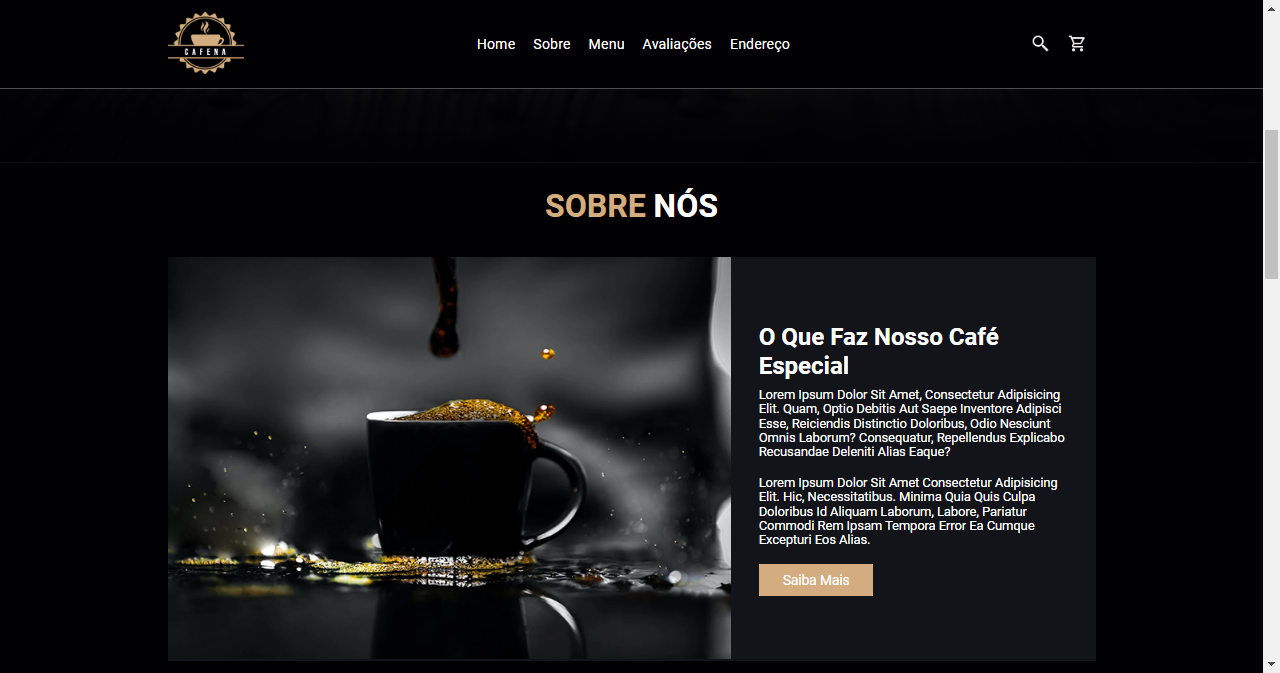 CAFENA
Home Sobre Menu Avaliações Endereço
SOBRE NÓS
O Que Faz Nosso Café
Especial
Lorem Ipsum Dolor Sit Amet, Consectetur Adipisicing
Elit. Quam, Optio Debitis Aut Saepe Inventore Adipisci
Esse, Reiciendis Distinctio Doloribus, Odio Nesciunt
Omnis Laborum? Consequatur, Repellendus Explicabo
Recusandae Deleniti Alias Eaque?
Lorem Ipsum Dolor Sit Amet Consectetur Adipisicing
Elit. Hic, Necessitatibus. Minima Quia Quis Culpa
Doloribus Id Aliquam Laborum, Labore, Pariatur
Commodi Rem Ipsam Tempora Error Ea Cumque
Excepturi Eos Alias.
Saiba Mais